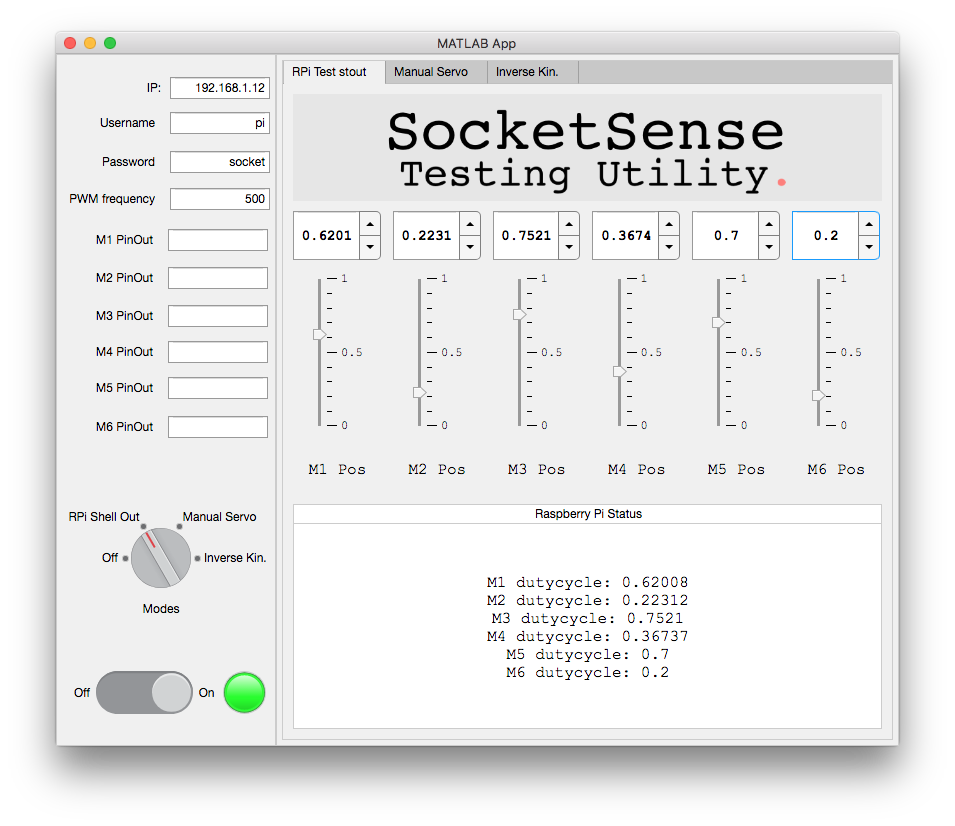 MATLAB App
IP: 192.168.1.12
Username pi
Password socket
PWM frequency 500
M1 PinOut
M2 PinOut
M3 PinOut
M4 PinOut
M5 PinOut
M6 PinOut
RPi Shell Out Manual Servo
Off Inverse Kin.
Modes
Off On
RPi Test stout Manual Servo Inverse Kin.
SocketSense
Testing Utility.
0.6201 0.2231 0.7521 0.3674 0.7 0.2
1 1 1 1 1 1
0.5 0.5 0.5 0.5 0.5 0.5
0 0 0 0 0 0
M1 Pos M2 Pos M3 Pos M4 Pos M5 Pos M6 Pos
Raspberry Pi Status
M1 dutycycle: 0.62008
M2 dutycycle: 0.22312
M3 dutycycle: 0.7521
M4 dutycycle: 0.36737
M5 dutycycle: 0.7
M6 dutycycle: 0.2